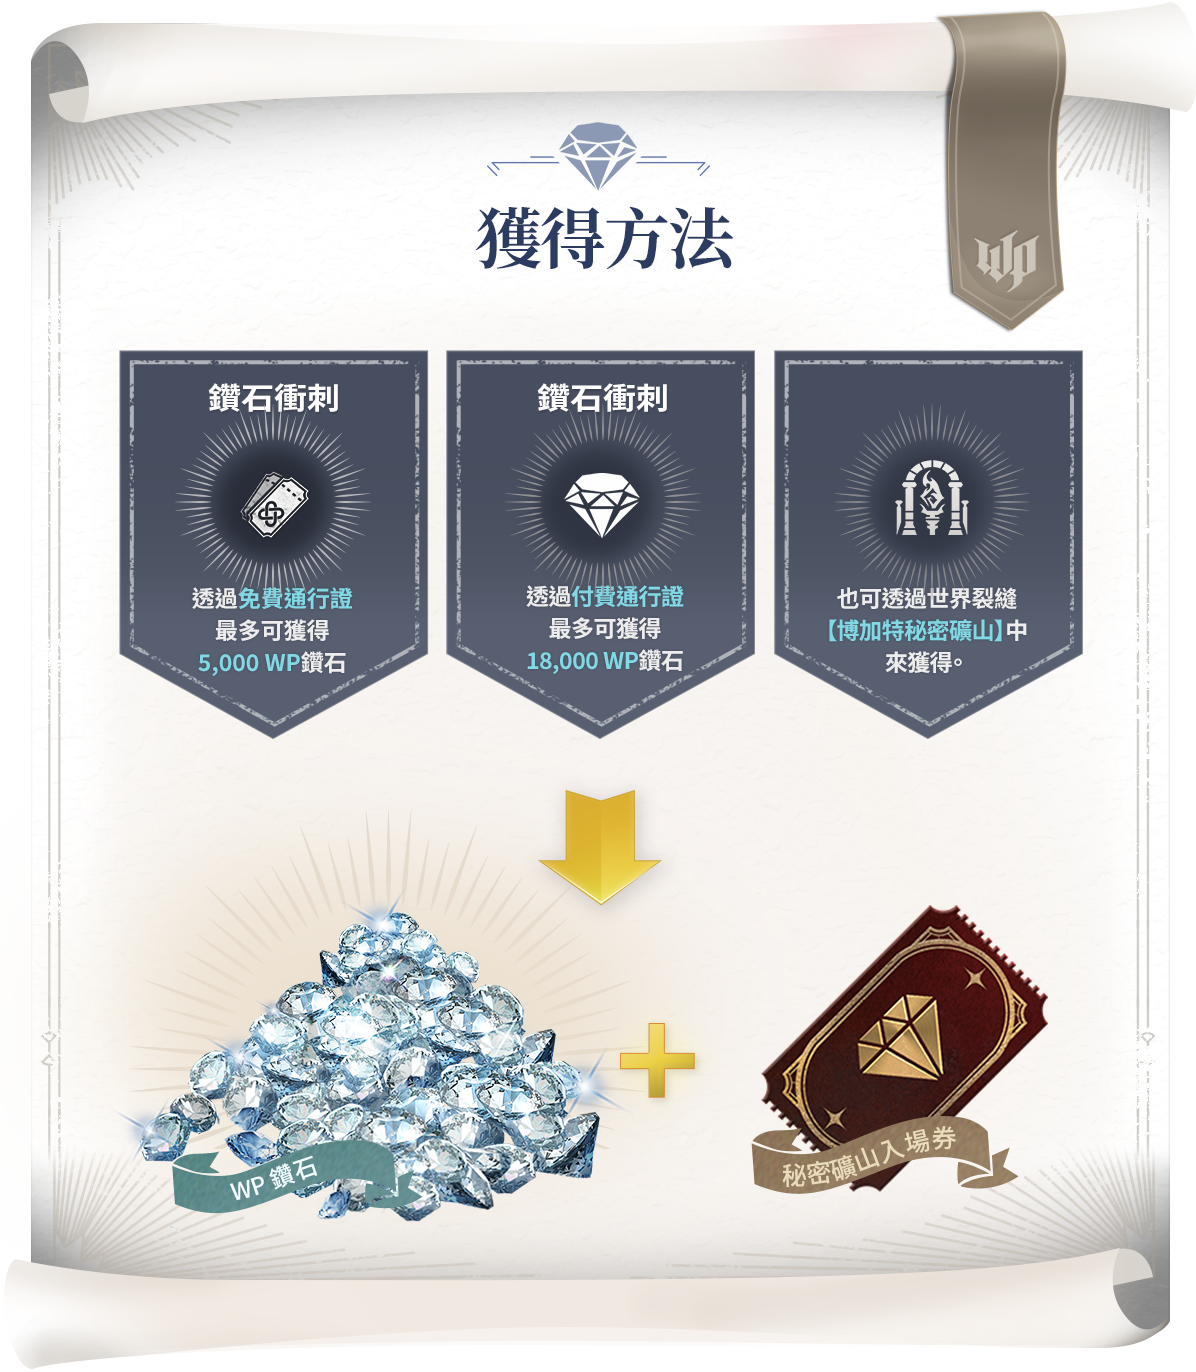 WP
獲得方法
鑽石衝刺
透過免費通行證
最多可獲得
5,000 WP鑽石
鑽石衝刺
透過付費通行證
最多可獲得
18,000 WP鑽石
也可透過世界裂縫
【博加特秘密礦山】中
來獲得。
WP 鑽石
秘密礦山入場券